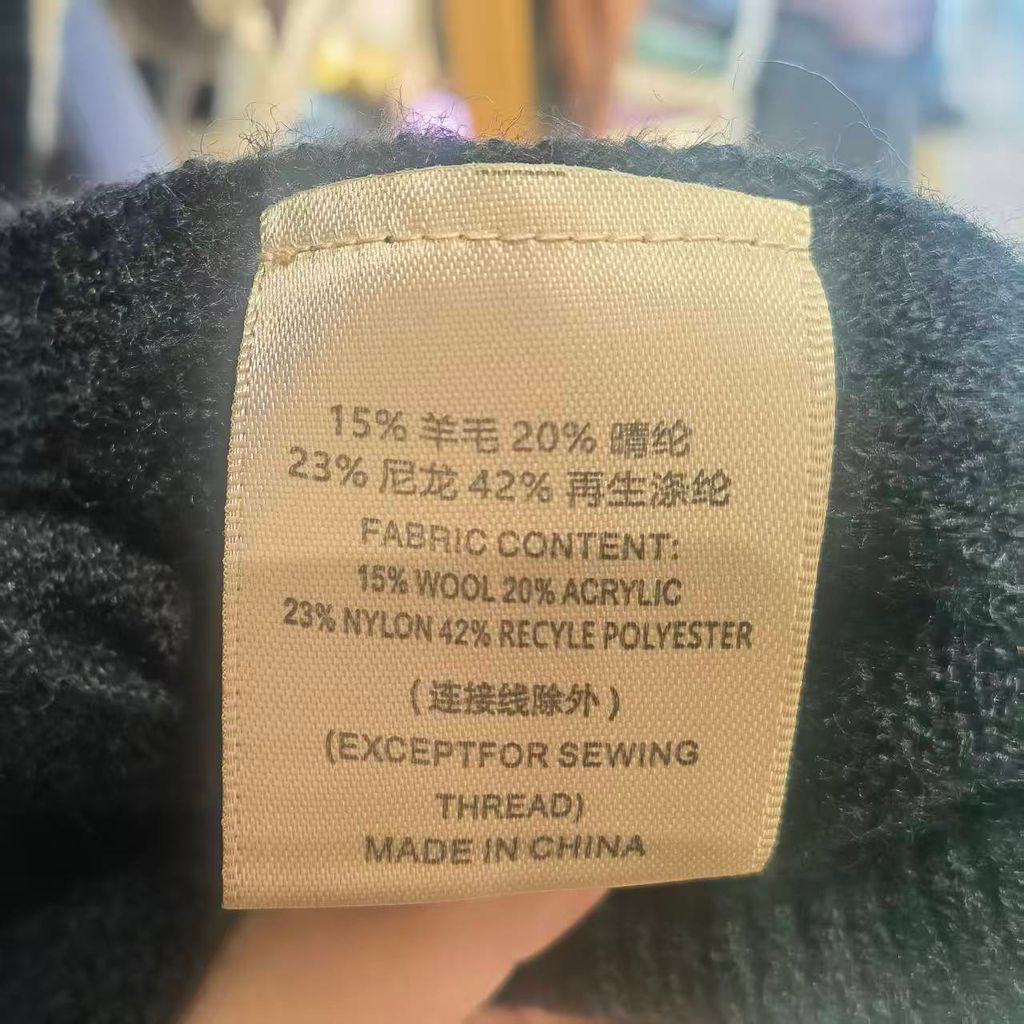 15% 羊毛 20% 晴纶
23% 尼龙 42% 再生涤纶
FABRIC CONTENT:
15% WOOL 20% ACRYLIC
23% NYLON 42% RECYLE POLYESTER
(连接线除外)
(EXCEPTFOR SEWING
THREAD)
MADE IN CHINA